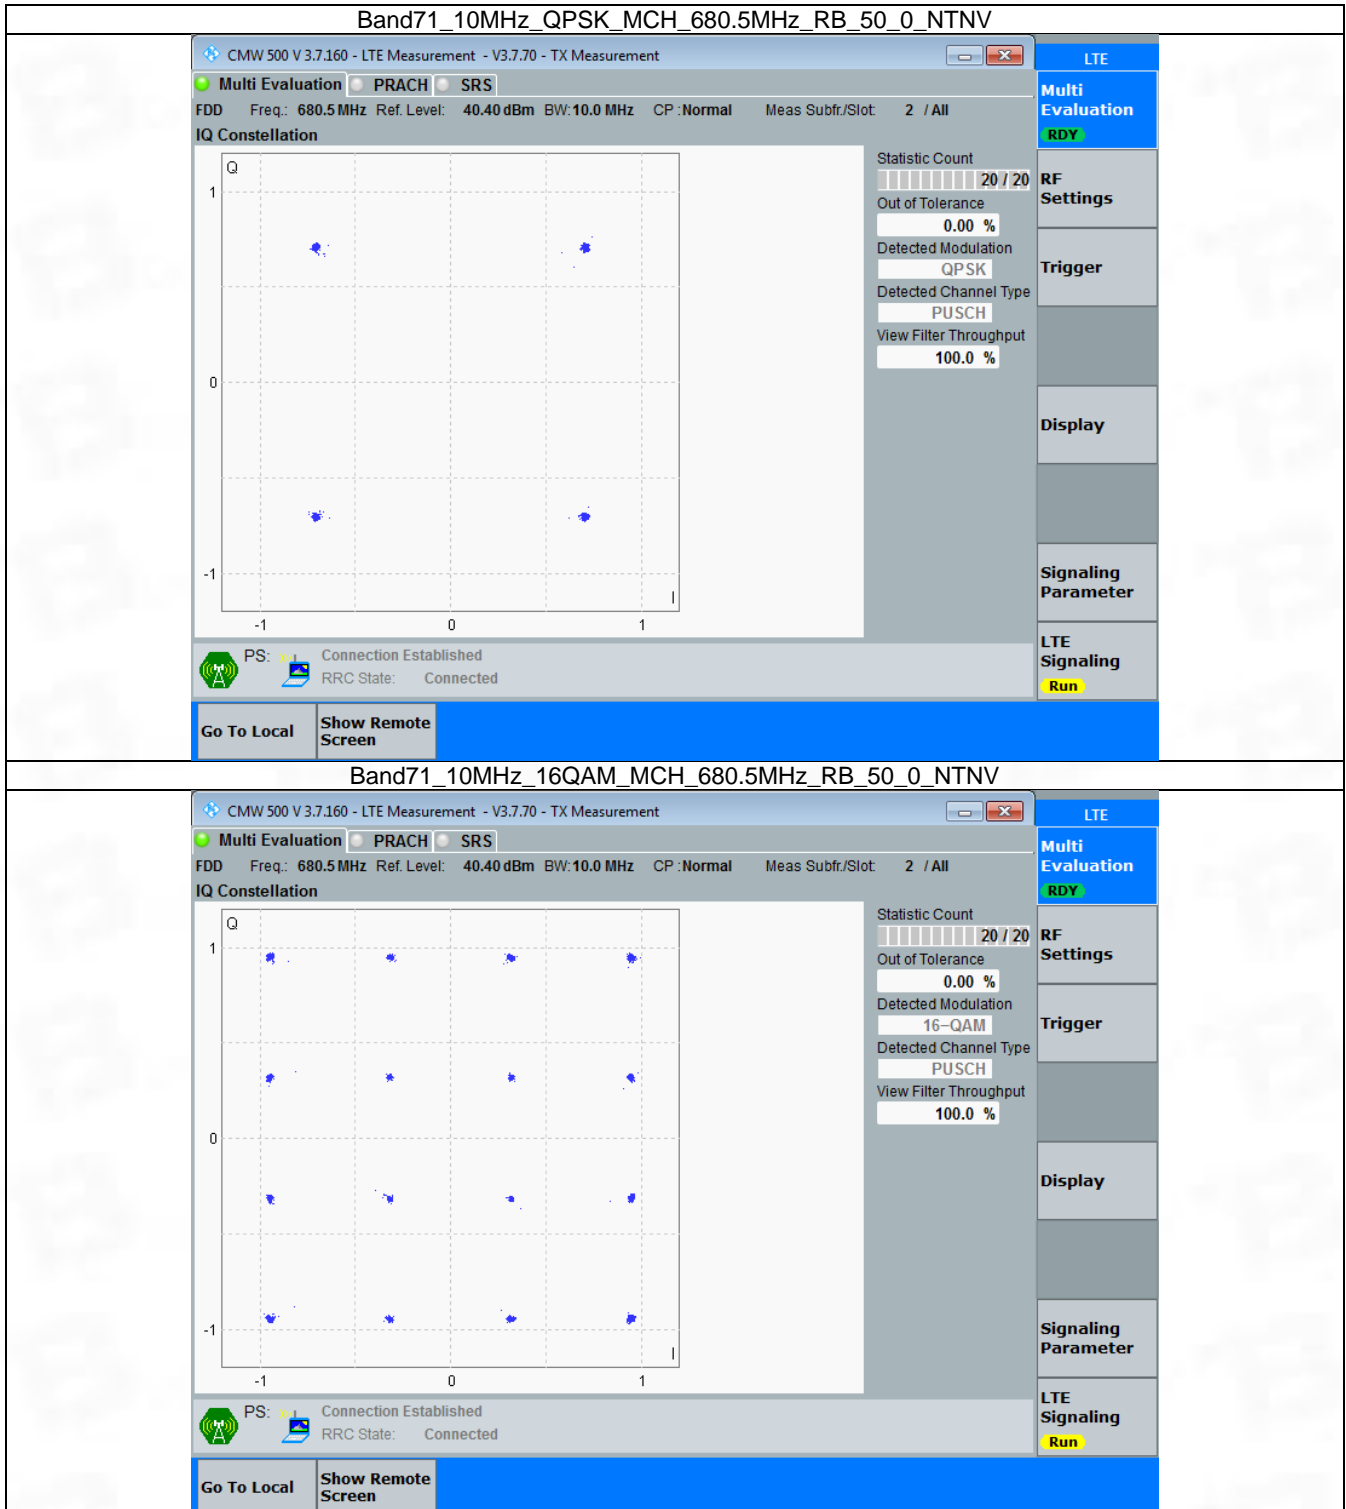 Band71_10MHz_QPSK_MCH_680.5MHz_RB_50_0_NTNV
CMW 500 V 3.7.160 - LTE Measurement - V3.7.70 - TX Measurement
LTE
Multi Evaluation PRACH SRS
FDD Freq.: 680.5 MHz Ref. Level: 40.40 dBm BW: 10.0 MHz CP : Normal Meas Subfr./Slot: 2 / All
IQ Constellation
Q
1
0
-1
I
-1 0 1
Statistic Count
20 / 20
Out of Tolerance
0.00 %
Detected Modulation
QPSK
Detected Channel Type
PUSCH
View Filter Throughput
100.0 %
Multi
Evaluation
RDY
RF
Settings
Trigger
Display
Signaling
Parameter
LTE
Signaling
Run
PS:
Connection Established
RRC State: Connected
Go To Local
Show Remote
Screen
Band71_10MHz_16QAM_MCH_680.5MHz_RB_50_0_NTNV
CMW 500 V 3.7.160 - LTE Measurement - V3.7.70 - TX Measurement
LTE
Multi Evaluation PRACH SRS
FDD Freq.: 680.5 MHz Ref. Level: 40.40 dBm BW: 10.0 MHz CP : Normal Meas Subfr./Slot: 2 / All
IQ Constellation
Q
1
0
-1
I
-1 0 1
Statistic Count
20 / 20
Out of Tolerance
0.00 %
Detected Modulation
16-QAM
Detected Channel Type
PUSCH
View Filter Throughput
100.0 %
Multi
Evaluation
RDY
RF
Settings
Trigger
Display
Signaling
Parameter
LTE
Signaling
Run
PS:
Connection Established
RRC State: Connected
Go To Local
Show Remote
Screen